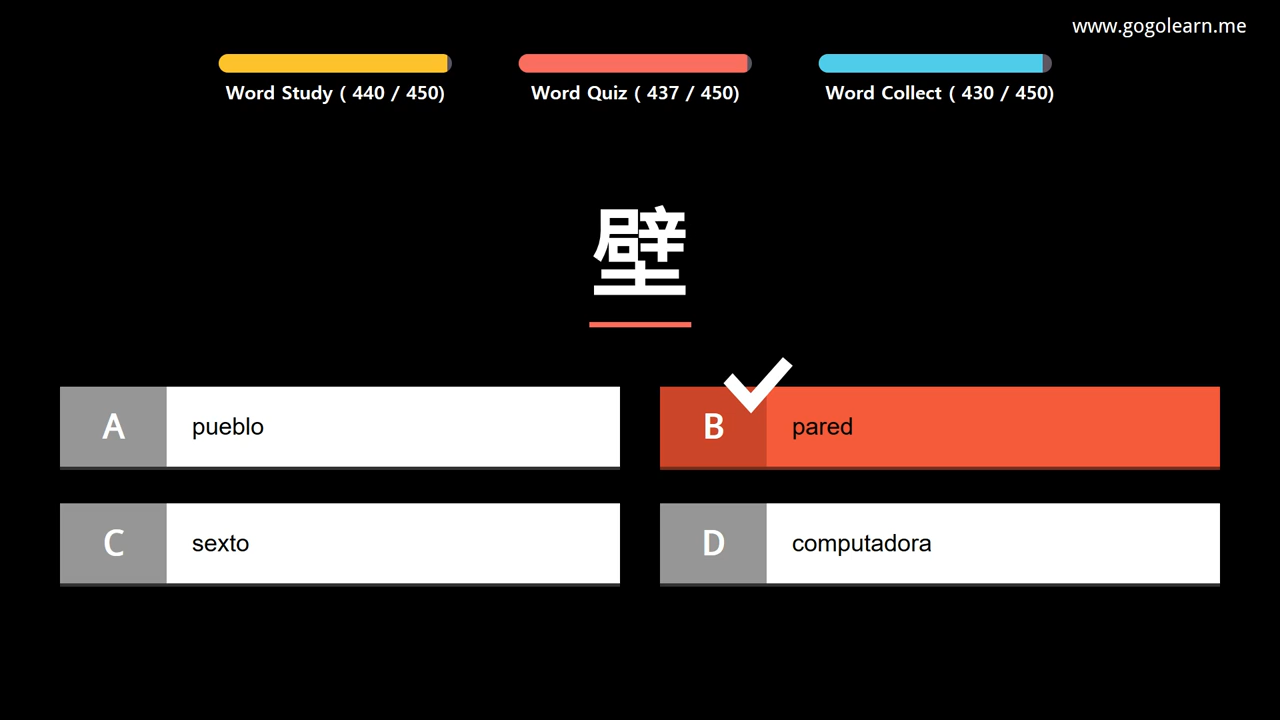 www.gogolearn.me
Word Study ( 440 / 450)
Word Quiz ( 437 / 450)
Word Collect ( 430 / 450)
壁
A pueblo
B pared
C sexto
D computadora